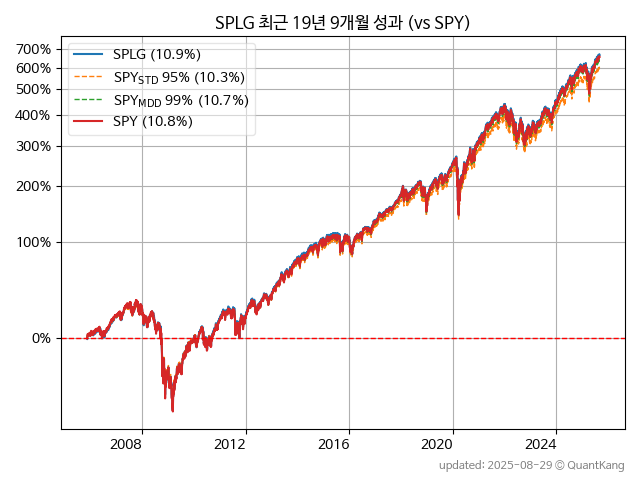 SPLG 최근 19년 9개월 성과 (vs SPY)
700%
600%
500%
400%
300%
200%
100%
0%
SPLG (10.9%)
SPYSTD 95% (10.3%)
SPYMDD 99% (10.7%)
SPY (10.8%)
2008
2012
2016
2020
2024
updated: 2025-08-29 © QuantKang